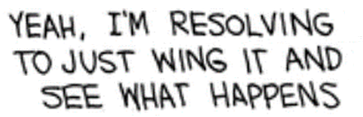 YEAH, I'M RESOLVING
TO JUST WING IT AND
SEE WHAT HAPPENS